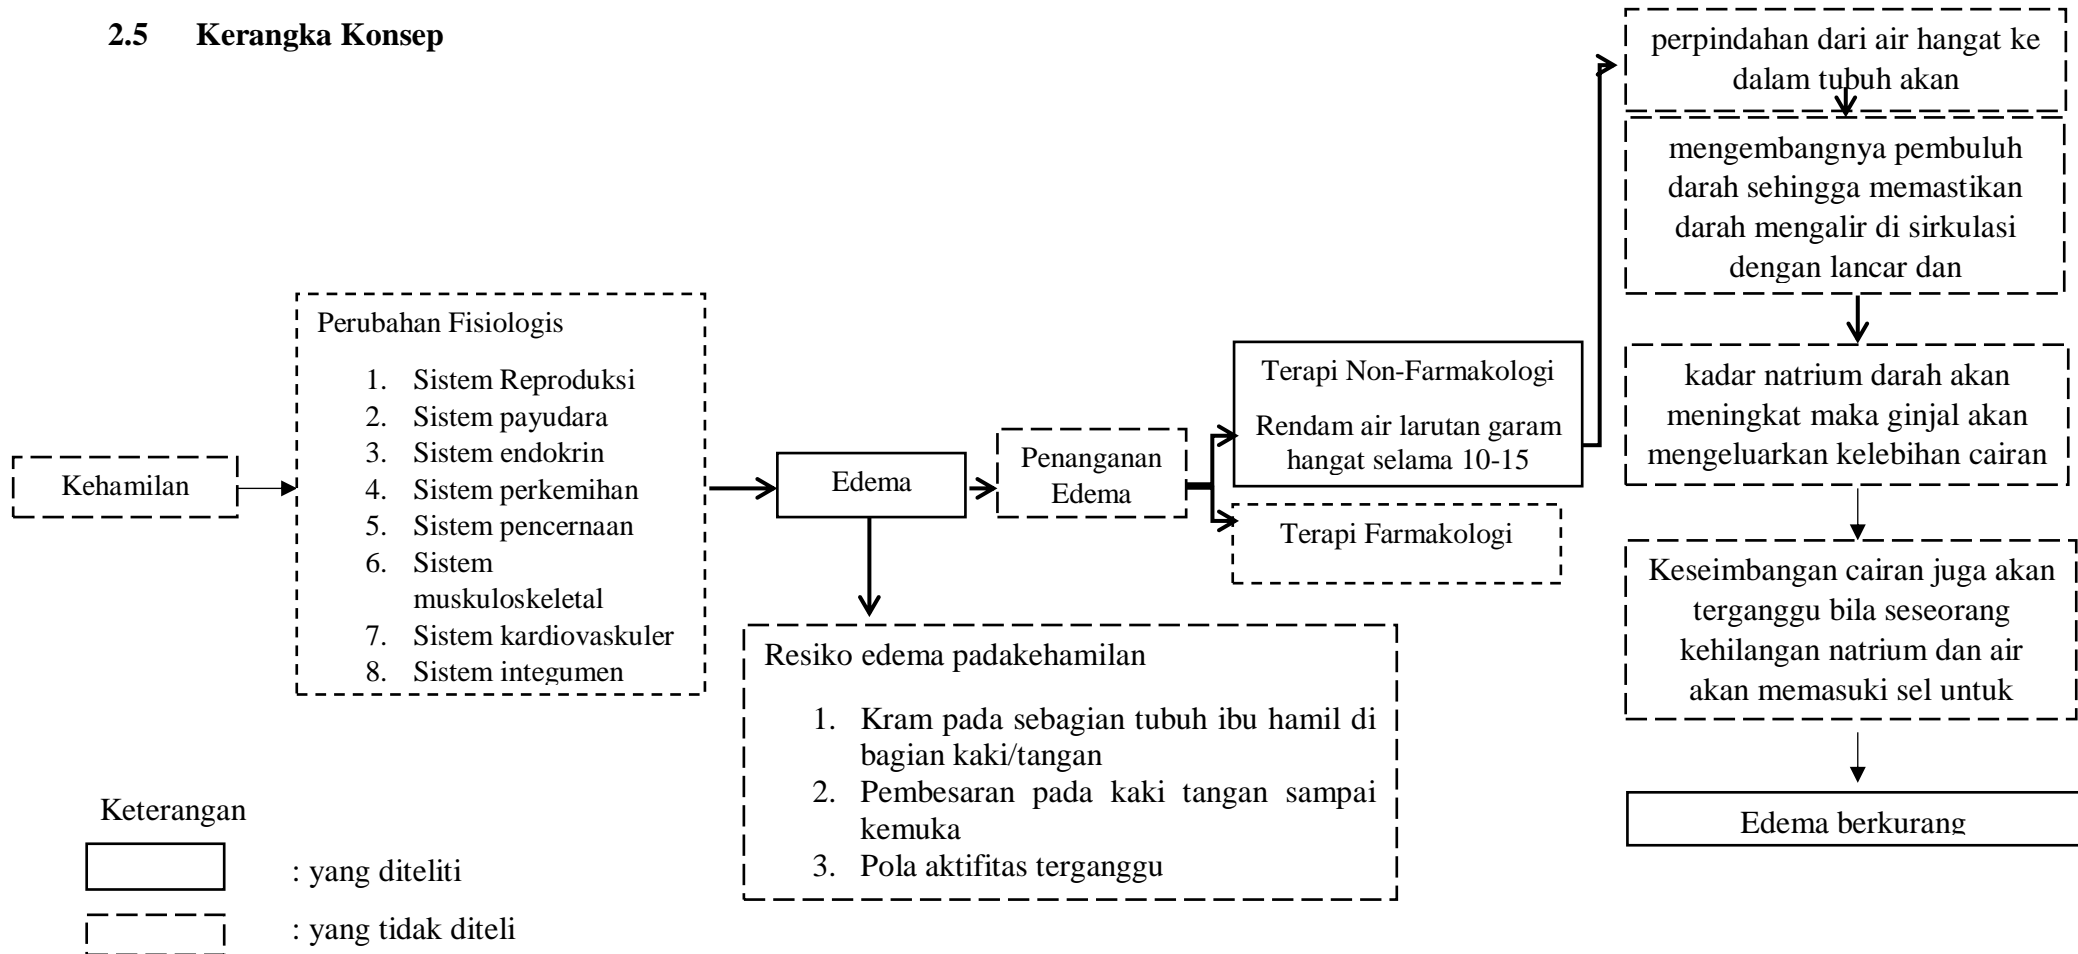 2.5 Kerangka Konsep
Kehamilan
Perubahan Fisiologis
1. Sistem Reproduksi
2. Sistem payudara
3. Sistem endokrin
4. Sistem perkemihan
5. Sistem pencernaan
6. Sistem
muskuloskeletal
7. Sistem kardiovaskuler
8. Sistem integumen
Edema
Resiko edema padakehamilan
1. Kram pada sebagian tubuh ibu hamil di
bagian kaki/tangan
2. Pembesaran pada kaki tangan sampai
kemuka
3. Pola aktifitas terganggu
Penanganan
Edema
Terapi Non-Farmakologi
Rendam air larutan garam
hangat selama 10-15
Terapi Farmakologi
perpindahan dari air hangat ke
dalam tubuh akan
mengembangnya pembuluh
darah sehingga memastikan
darah mengalir di sirkulasi
dengan lancar dan
kadar natrium darah akan
meningkat maka ginjal akan
mengeluarkan kelebihan cairan
Keseimbangan cairan juga akan
terganggu bila seseorang
kehilangan natrium dan air
akan memasuki sel untuk
Edema berkurang
Keterangan
: yang diteliti
: yang tidak diteli